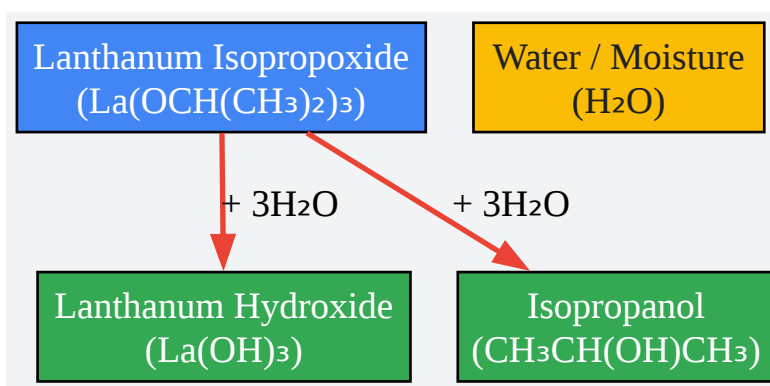 Lanthanum Isopropoxide
(La(OCH(CH₃)₂)₃)
Water / Moisture
(H₂O)
+ 3H₂O
+ 3H₂O
Lanthanum Hydroxide
(La(OH)₃)
Isopropanol
(CH₃CH(OH)CH₃)